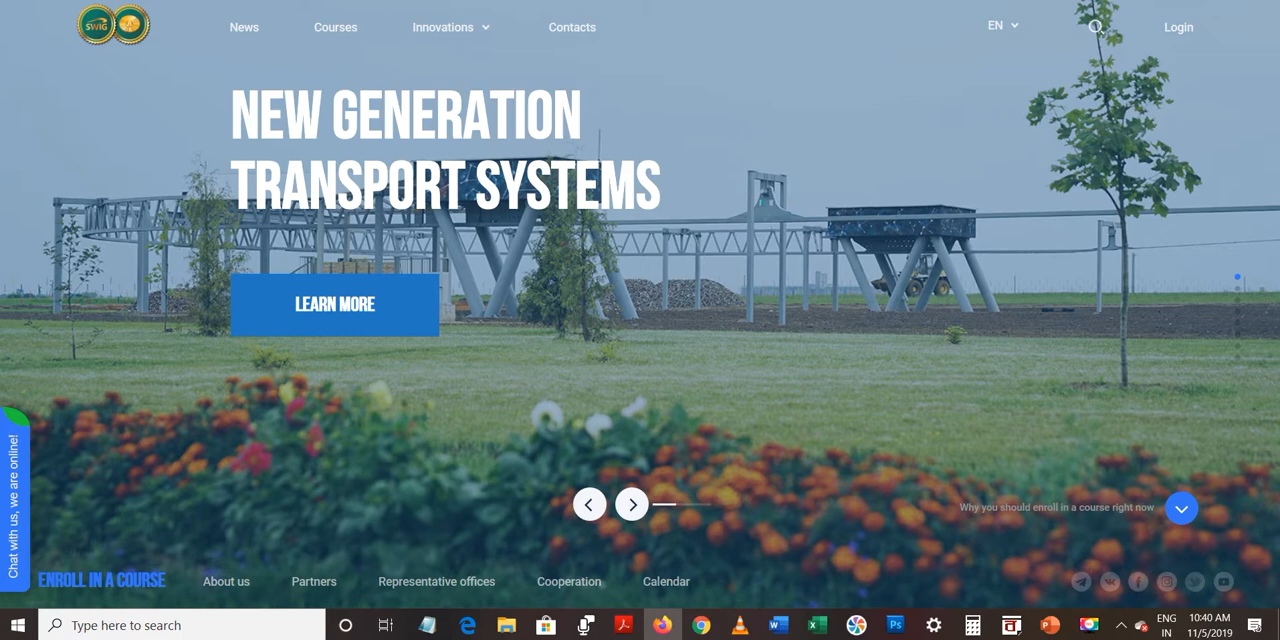 SWIG
News
Courses
Innovations
Contacts
EN
Login
NEW GENERATION
TRANSPORT SYSTEMS
LEARN MORE
Chat with us, we are online!
Why you should enroll in a course right now
ENROLL IN A COURSE
About us
Partners
Representative offices
Cooperation
Calendar
Type here to search
ENG
IN
10:40 AM
11/5/2019